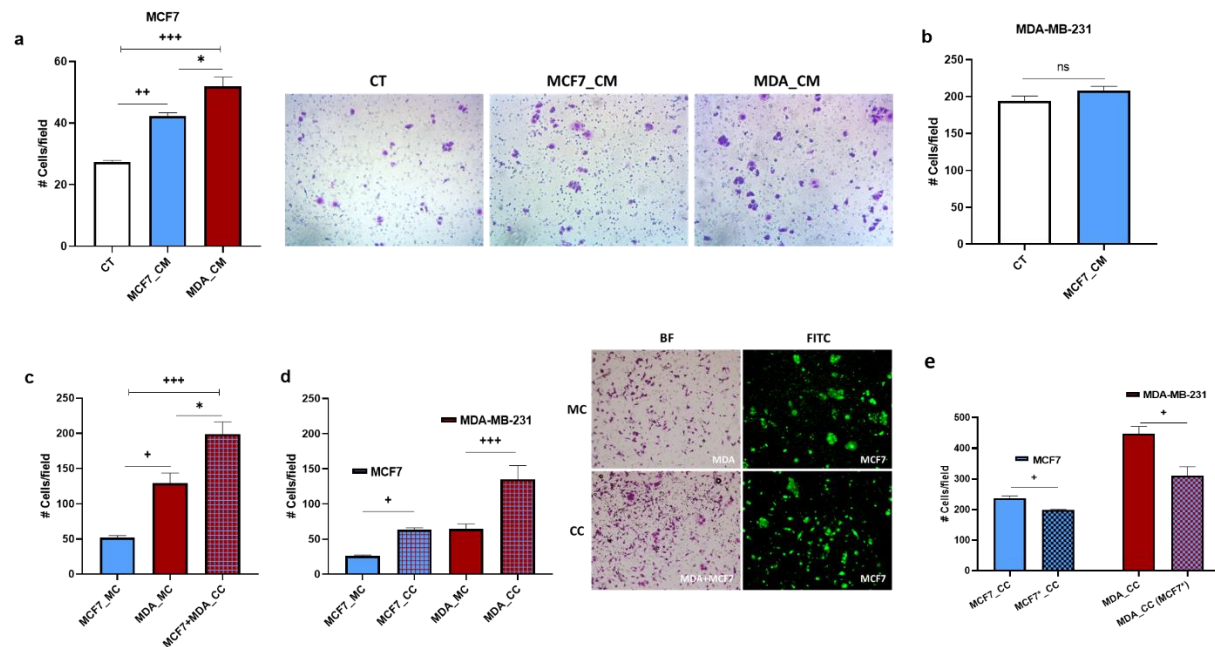 a
MCF7
+++
*
++
60
40
20
0
# Cells/field
CT
MCF7_CM
MDA_CM
CT
MCF7_CM
MDA_CM
b
MDA-MB-231
ns
250
200
150
100
50
0
# Cells/field
CT
MCF7_CM
c
+++
*
+
250
200
150
100
50
0
# Cells/field
MCF7_MC
MDA_MC
MCF7+MDA_CC
d
MDA-MB-231
+++
MCF7
+
250
200
150
100
50
0
# Cells/field
MCF7_MC
MCF7_CC
MDA_MC
MDA_CC
BF
FITC
MC
MDA
MCF7
CC
MDA+MCF7
MCF7
e
MDA-MB-231
+
MCF7
+
500
400
300
200
100
0
# Cells/field
MCF7_CC
MCF7*_CC
MDA_CC
MDA_CC (MCF7*)